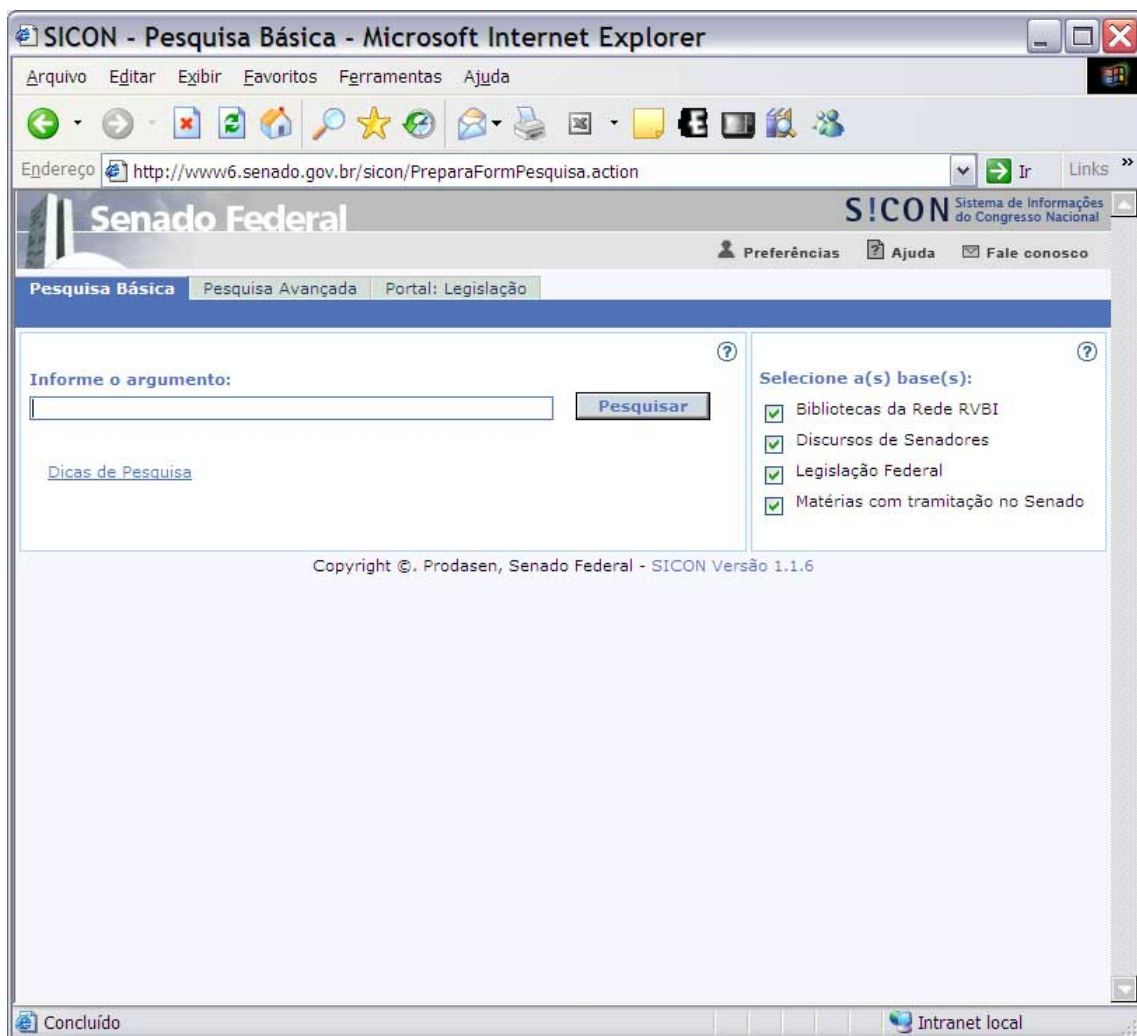 SICON - Pesquisa Básica - Microsoft Internet Explorer
Arquivo Editar Exibir Favoritos Ferramentas Ajuda
Endereço http://www6.senado.gov.br/sicon/PreparaFormPesquisa.action Ir Links »
Senado Federal
S!CON Sistema de Informações
do Congresso Nacional
Preferências ? Ajuda Fale conosco
Pesquisa Básica Pesquisa Avançada Portal: Legislação
?
Informe o argumento:
Pesquisar
Dicas de Pesquisa
?
Selecione a(s) base(s):
Bibliotecas da Rede RVBI
Discursos de Senadores
Legislação Federal
Matérias com tramitação no Senado
Copyright ©. Prodasen, Senado Federal - SICON Versão 1.1.6
Concluído Intranet local